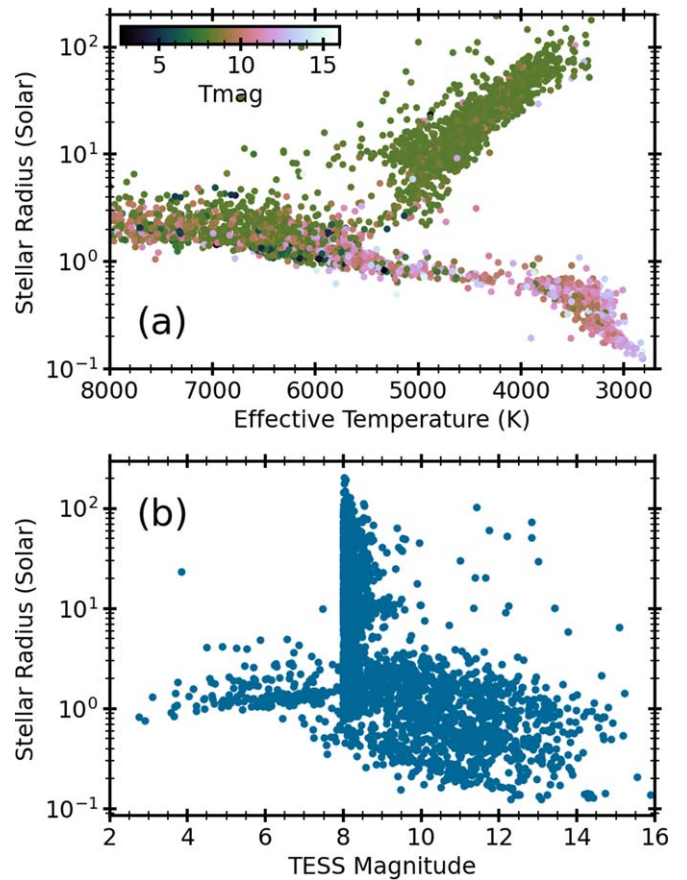 10²
5 10 15
Tmag
10¹
10⁰
10⁻¹
Stellar Radius (Solar)
(a)
8000 7000 6000 5000 4000 3000
Effective Temperature (K)
10²
10¹
10⁰
10⁻¹
Stellar Radius (Solar)
(b)
2 4 6 8 10 12 14 16
TESS Magnitude